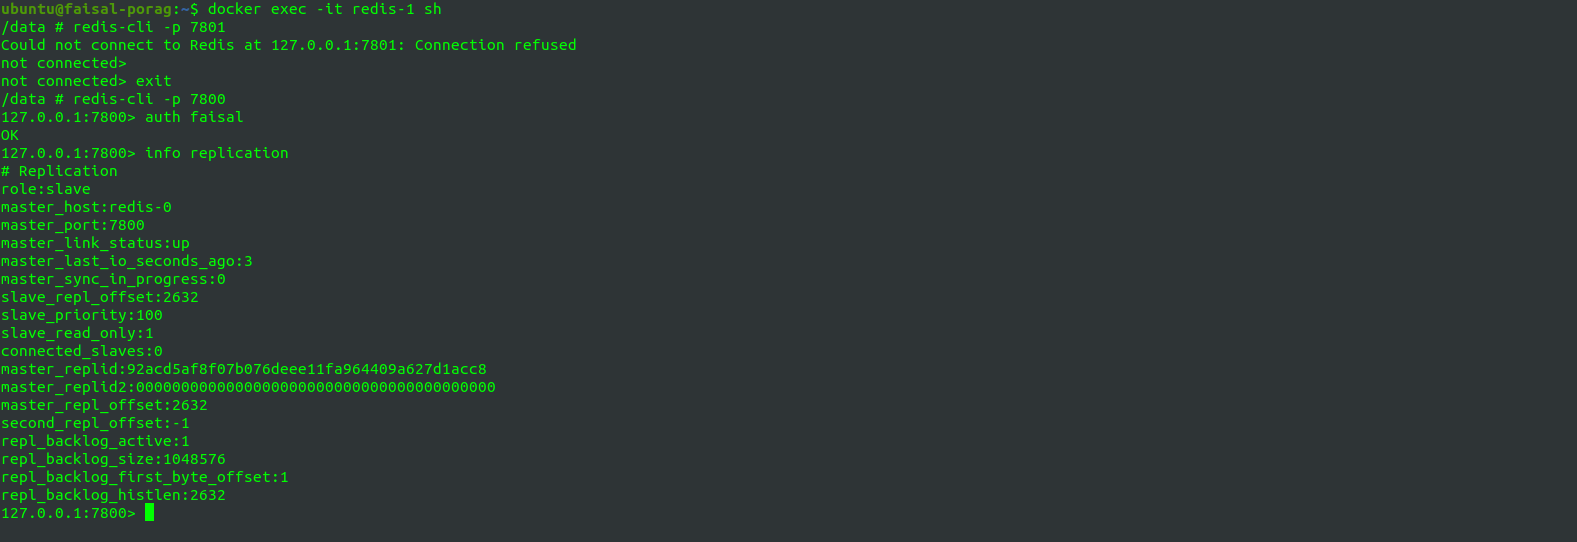 ubuntu@faisal-porag:~$ docker exec -it redis-1 sh
/data # redis-cli -p 7801
Could not connect to Redis at 127.0.0.1:7801: Connection refused
not connected>
not connected> exit
/data # redis-cli -p 7800
127.0.0.1:7800> auth faisal
OK
127.0.0.1:7800> info replication
# Replication
role:slave
master_host:redis-0
master_port:7800
master_link_status:up
master_last_io_seconds_ago:3
master_sync_in_progress:0
slave_repl_offset:2632
slave_priority:100
slave_read_only:1
connected_slaves:0
master_replid:92acd5af8f07b076deee11fa964409a627d1acc8
master_replid2:0000000000000000000000000000000000000000
master_repl_offset:2632
second_repl_offset:-1
repl_backlog_active:1
repl_backlog_size:1048576
repl_backlog_first_byte_offset:1
repl_backlog_histlen:2632
127.0.0.1:7800>